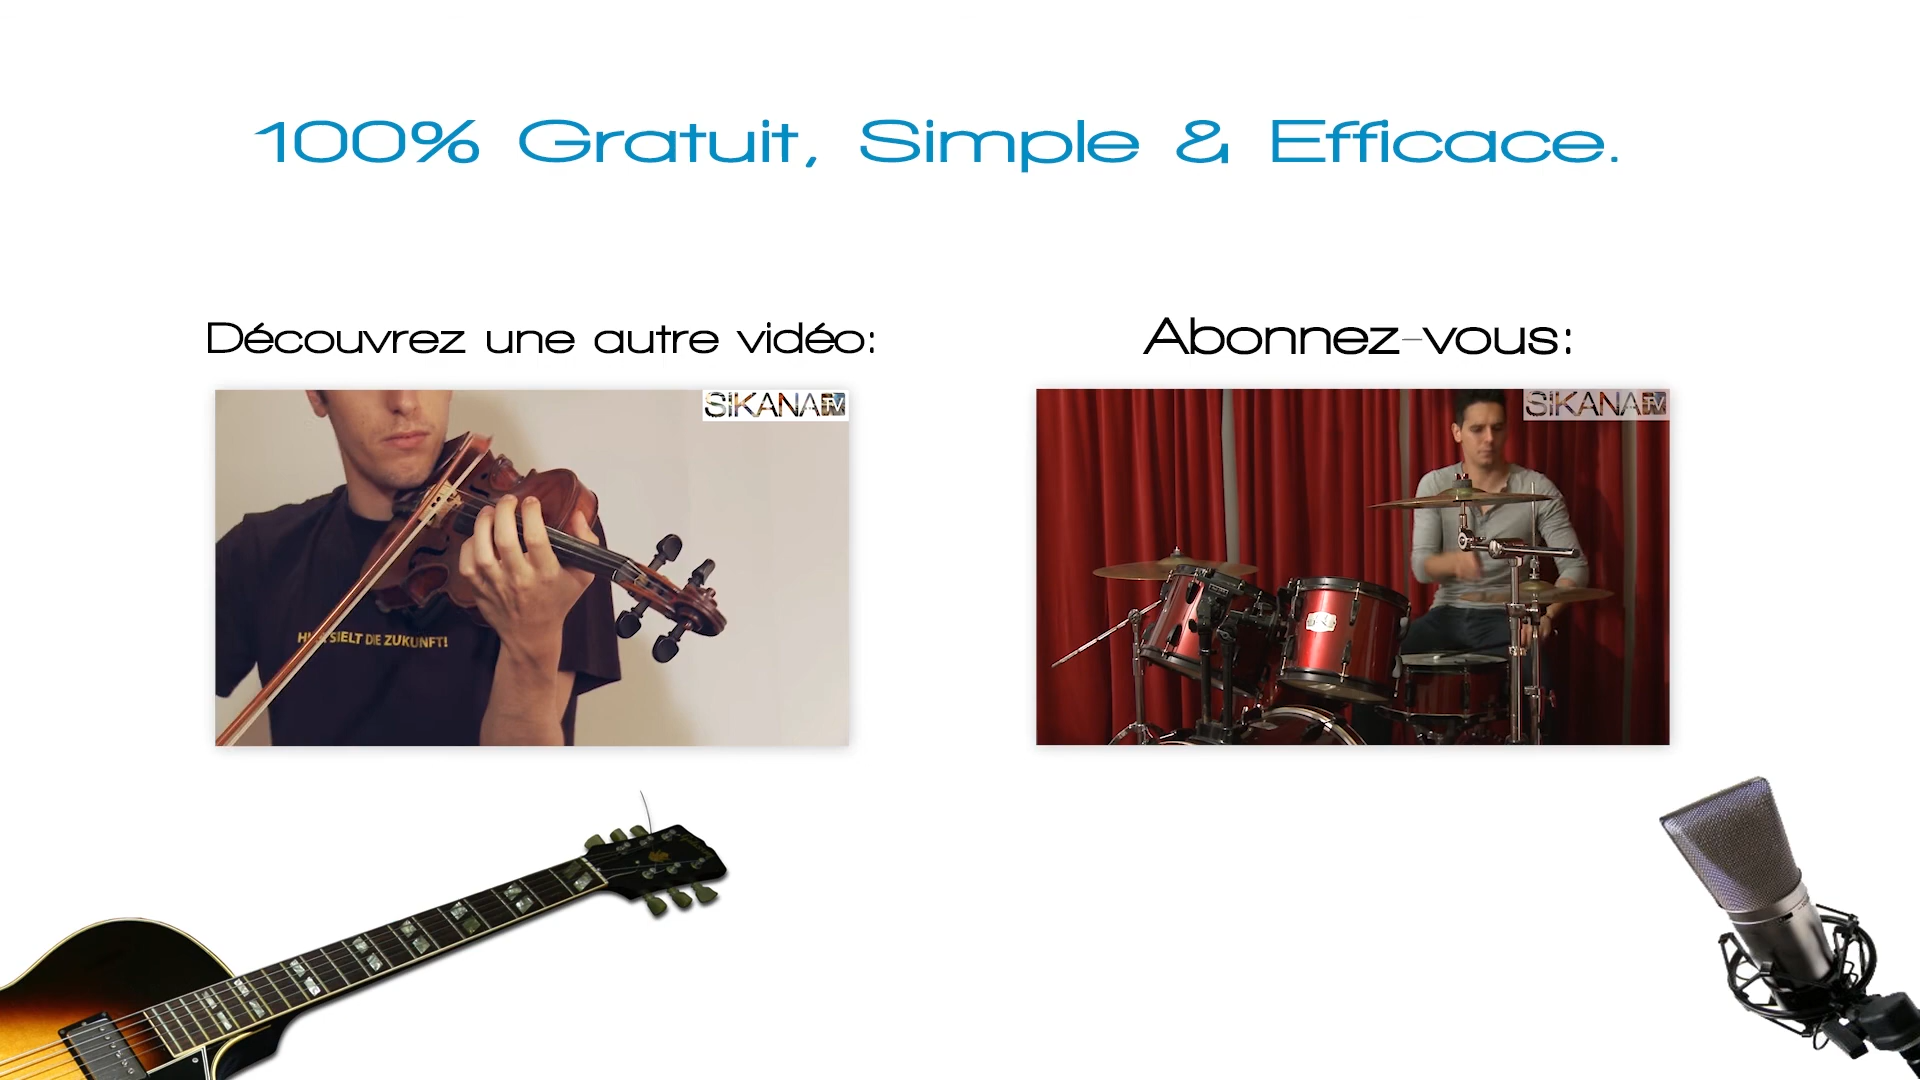 100% Gratuit, Simple & Efficace.
Découvrez une autre vidéo:
Abonnez-vous:
SIKANA TV
SIKANA TV
SIELT DIE ZUKUNFT!